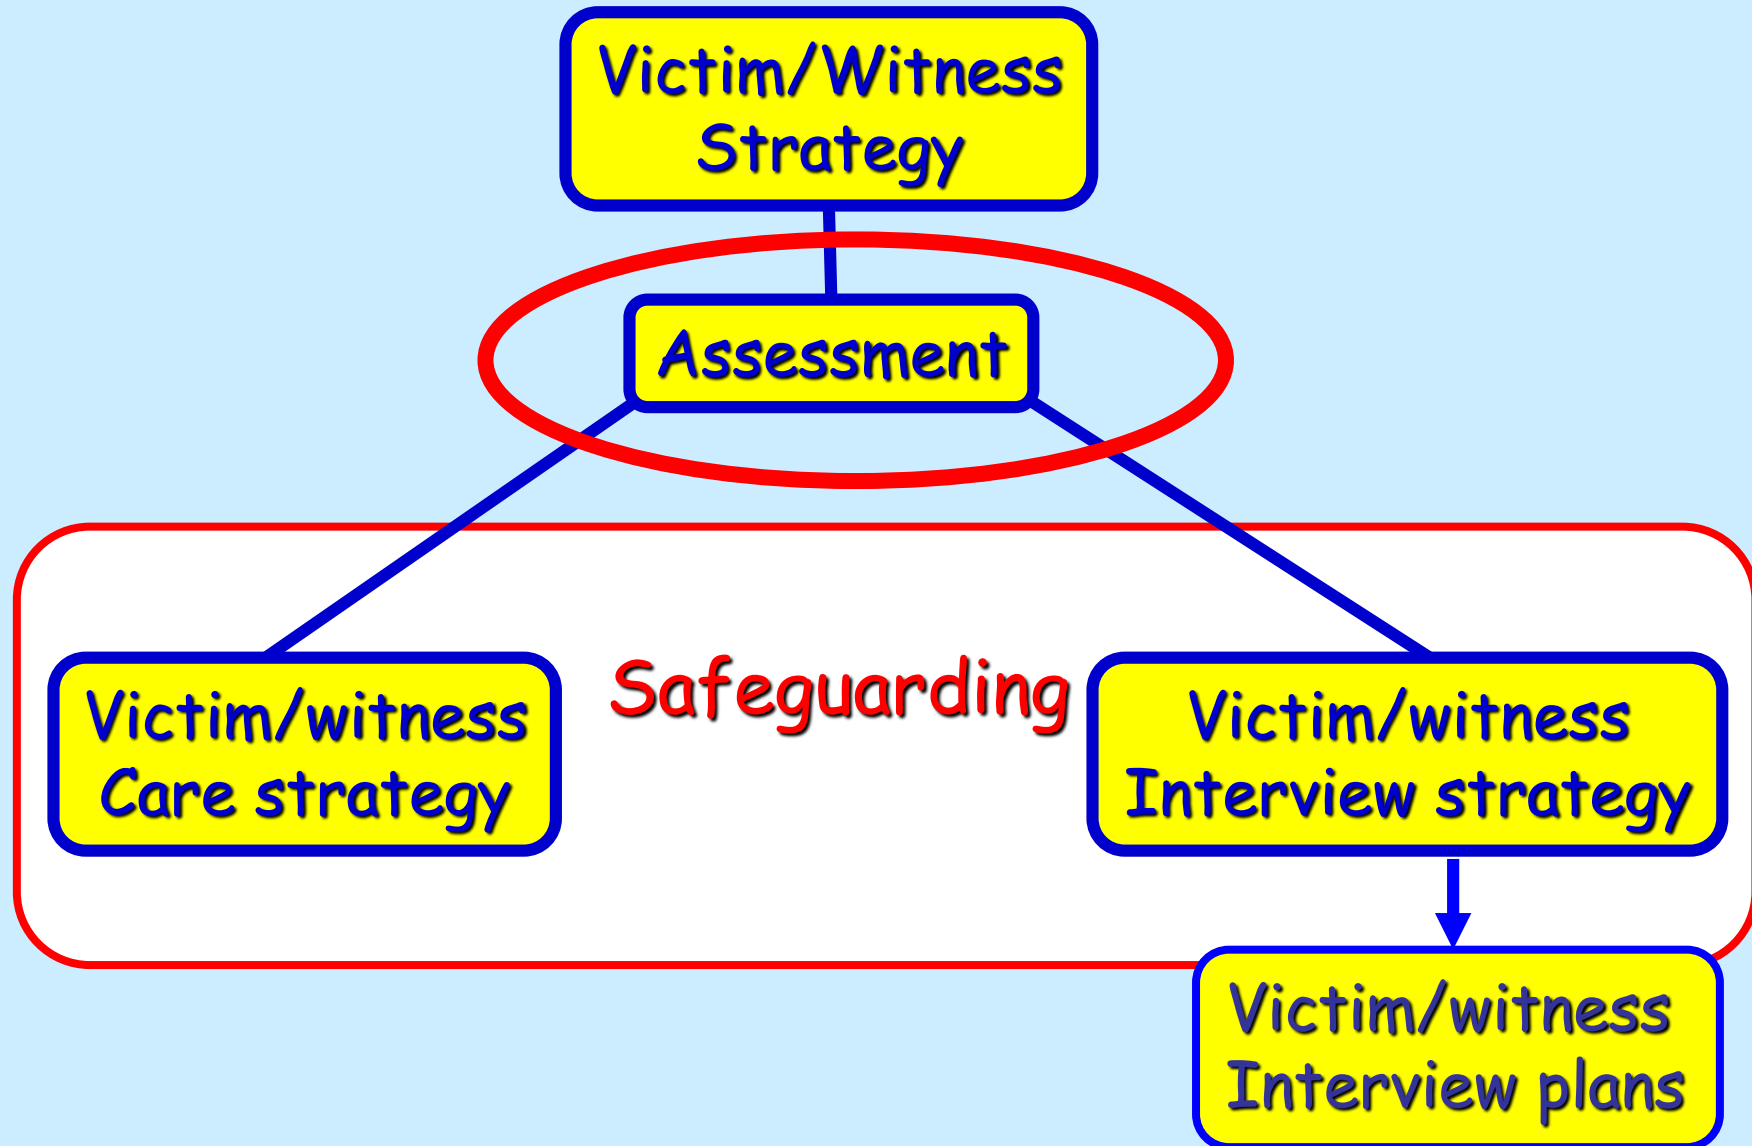 Victim/Witness
Strategy
Assessment
Safeguarding
Victim/witness
Care strategy
Victim/witness
Interview strategy
Victim/witness
Interview plans